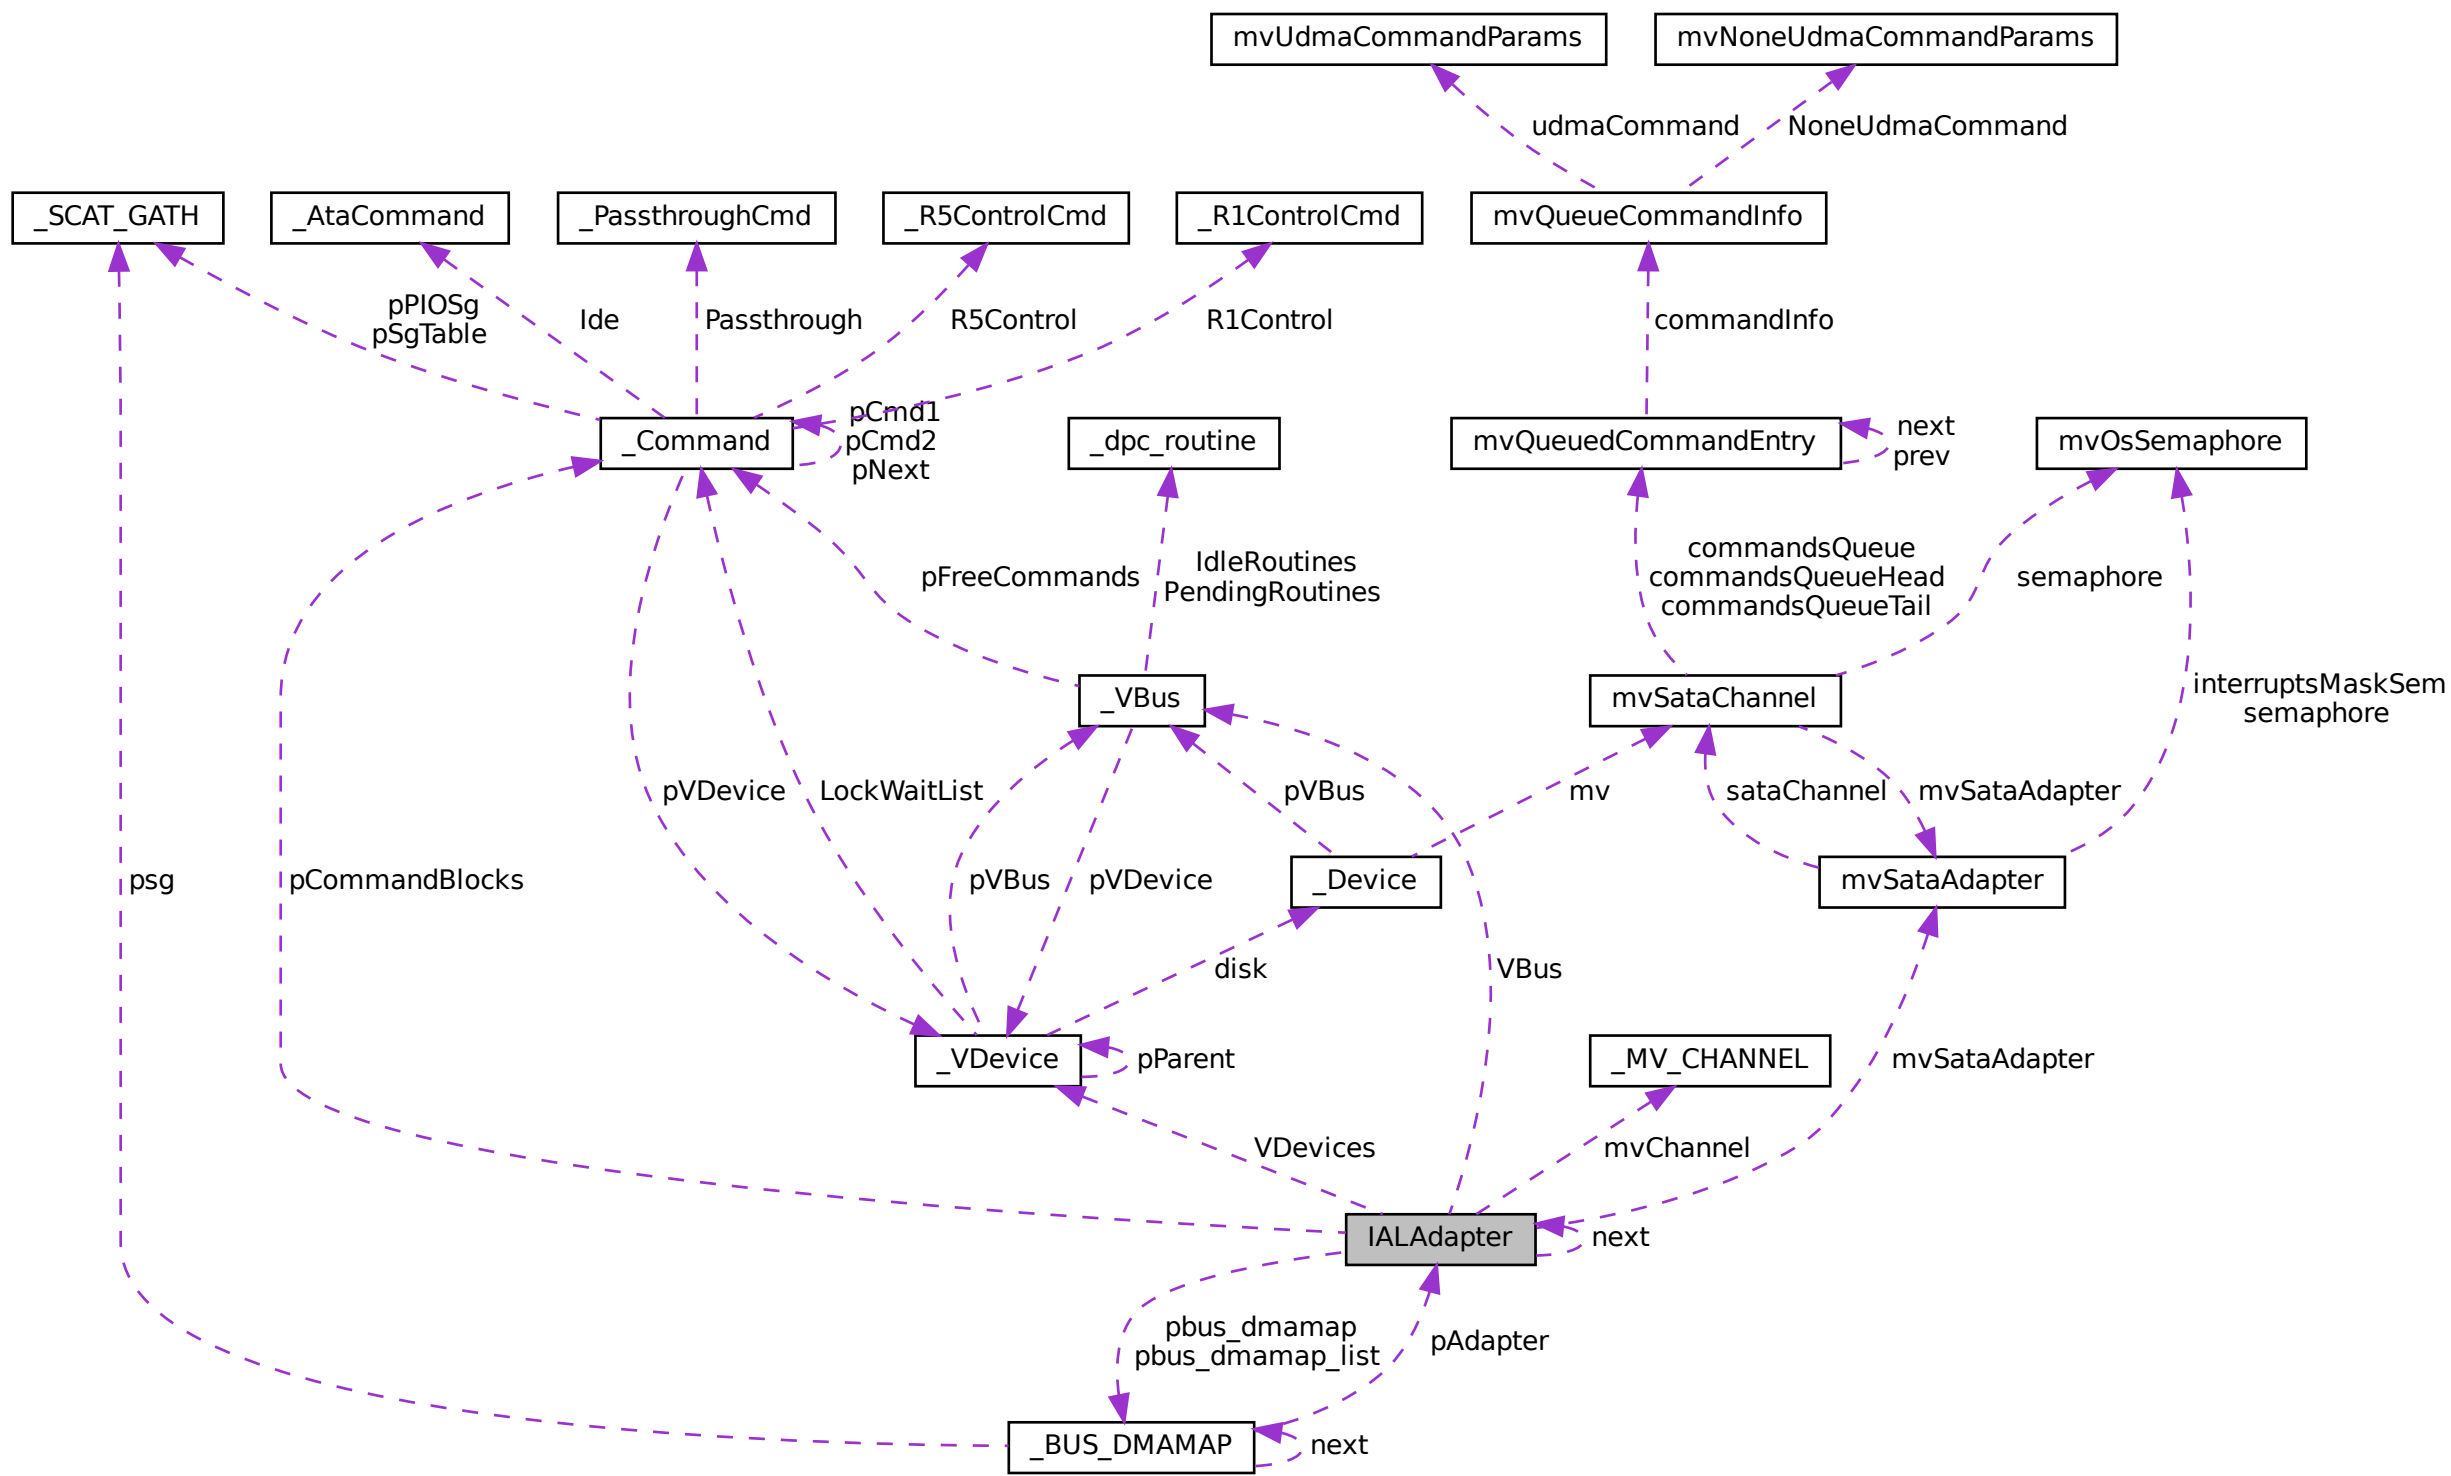 mvUdmaCommandParams
mvNoneUdmaCommandParams
udmaCommand
NoneUdmaCommand
_SCAT_GATH
_AtaCommand
_PassthroughCmd
_R5ControlCmd
_R1ControlCmd
mvQueueCommandInfo
pPIOSg
pSgTable
Ide
Passthrough
R5Control
R1Control
commandInfo
_Command
pCmd1
pCmd2
pNext
_dpc_routine
mvQueuedCommandEntry
next
prev
mvOsSemaphore
pFreeCommands
IdleRoutines
PendingRoutines
commandsQueue
commandsQueueHead
commandsQueueTail
semaphore
_VBus
mvSataChannel
interruptsMaskSem
semaphore
pVDevice
LockWaitList
pVBus
mv
sataChannel
mvSataAdapter
psg
pCommandBlocks
pVBus
pVDevice
_Device
mvSataAdapter
disk
VBus
_VDevice
pParent
_MV_CHANNEL
mvSataAdapter
VDevices
mvChannel
IALAdapter
next
pbus_dmamap
pbus_dmamap_list
pAdapter
_BUS_DMAMAP
next